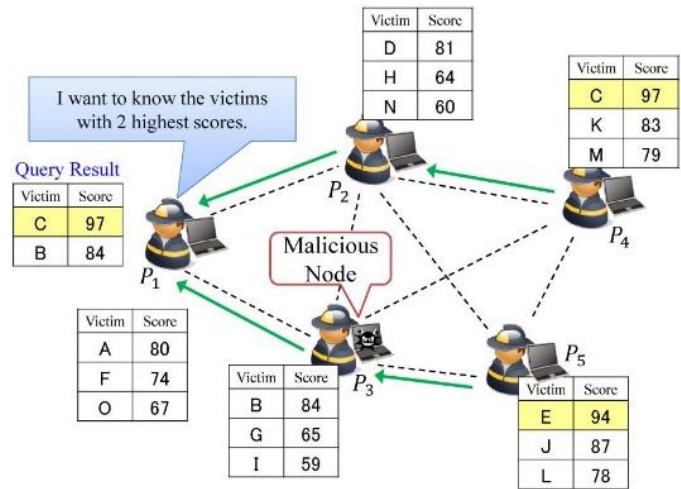 Victim Score
D 81
H 64
N 60
Victim Score
C 97
K 83
M 79
I want to know the victims
with 2 highest scores.
Query Result
Victim Score
C 97
B 84
P1
P2
P4
Malicious
Node
P3
P5
Victim Score
A 80
F 74
O 67
Victim Score
B 84
G 65
I 59
Victim Score
E 94
J 87
L 78